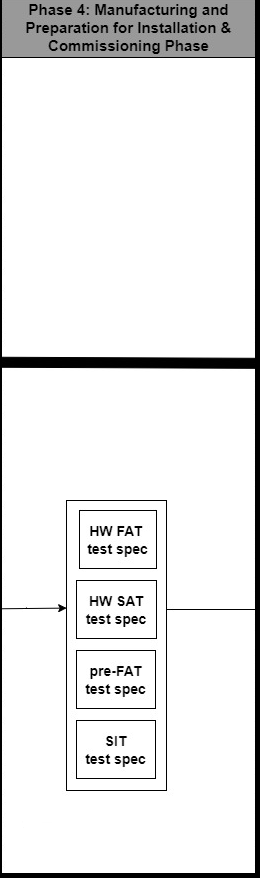 Phase 4: Manufacturing and
Preparation for Installation &
Commissioning Phase
HW FAT
test spec
HW SAT
test spec
pre-FAT
test spec
SIT
test spec